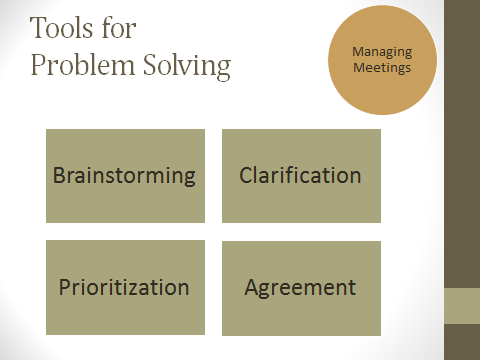 Tools for
Problem Solving
Managing
Meetings
Brainstorming
Clarification
Prioritization
Agreement